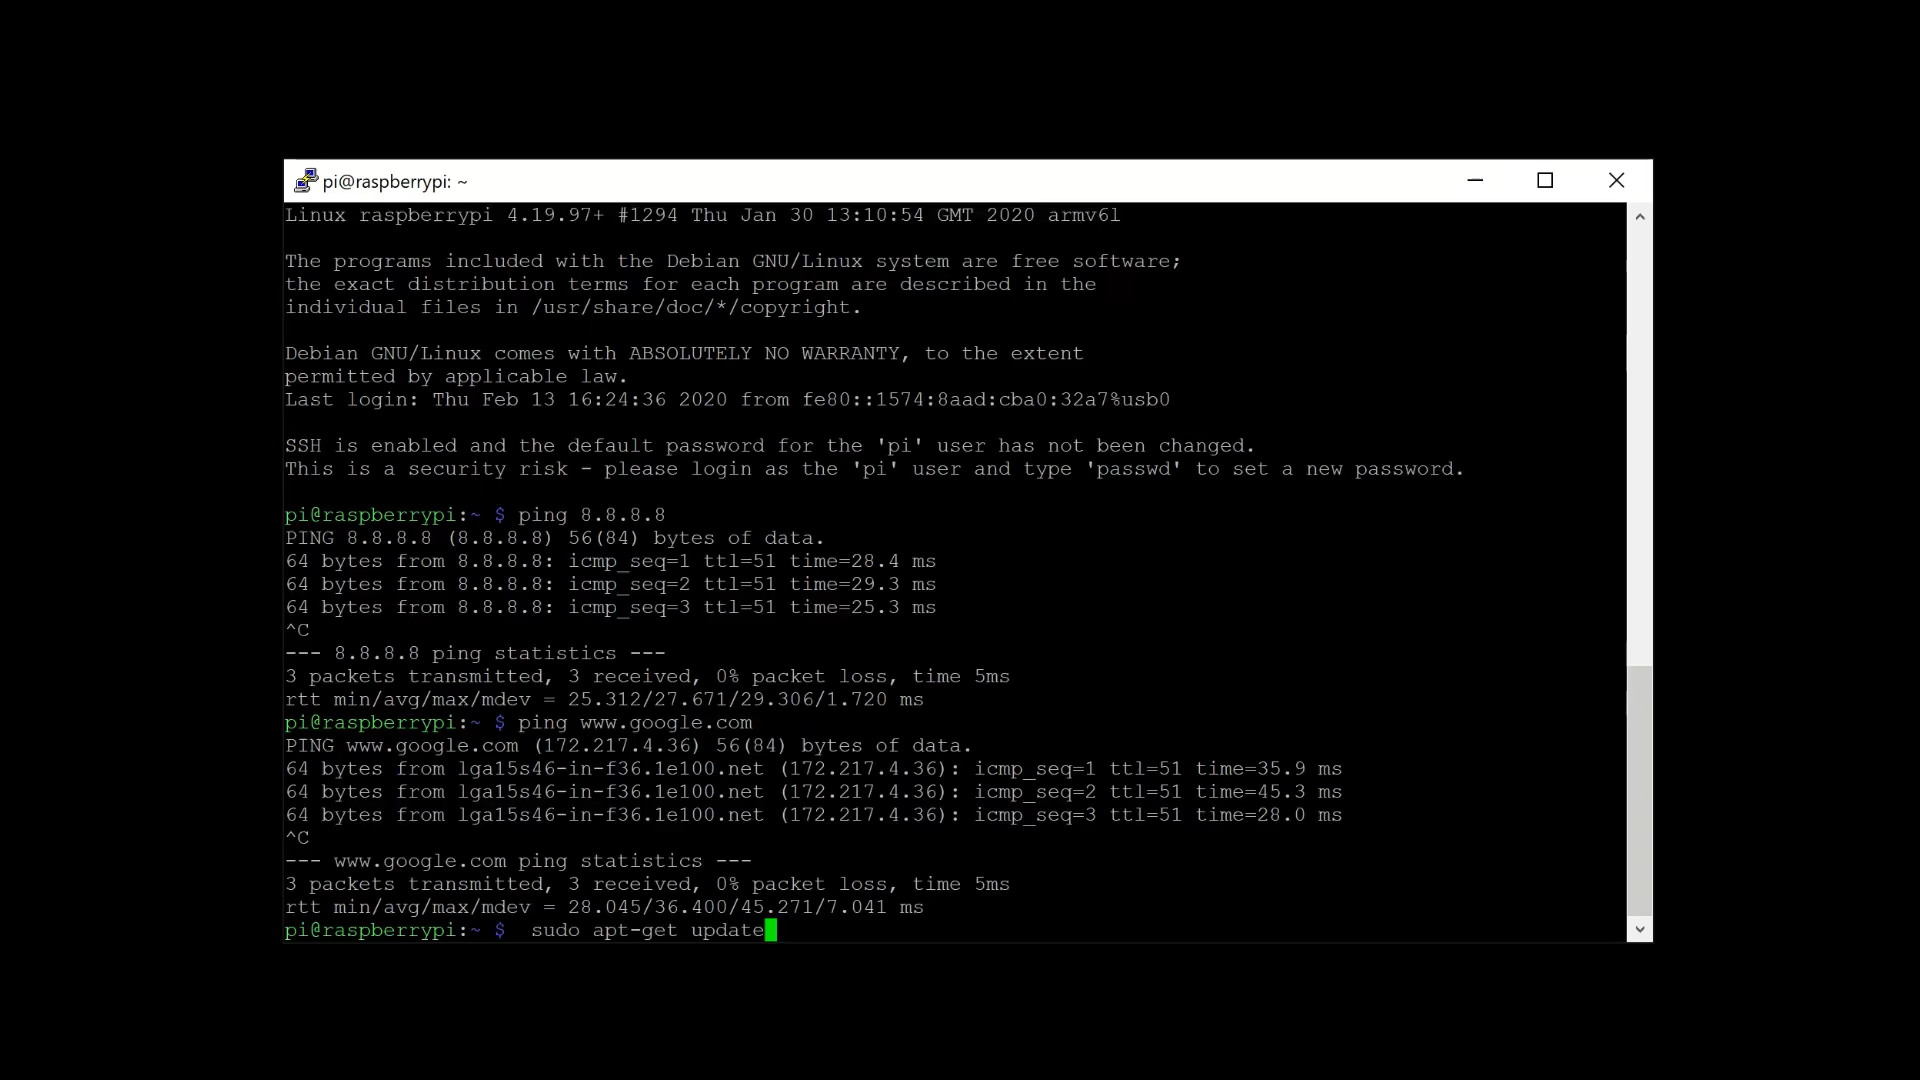 pi@raspberrypi: ~
Linux raspberrypi 4.19.97+ #1294 Thu Jan 30 13:10:54 GMT 2020 armv6l
The programs included with the Debian GNU/Linux system are free software;
the exact distribution terms for each program are described in the
individual files in /usr/share/doc/*/copyright.
Debian GNU/Linux comes with ABSOLUTELY NO WARRANTY, to the extent
permitted by applicable law.
Last login: Thu Feb 13 16:24:36 2020 from fe80::1574:8aad:cba0:32a7%usb0
SSH is enabled and the default password for the 'pi' user has not been changed.
This is a security risk - please login as the 'pi' user and type 'passwd' to set a new password.
pi@raspberrypi:~ $ ping 8.8.8.8
PING 8.8.8.8 (8.8.8.8) 56(84) bytes of data.
64 bytes from 8.8.8.8: icmp_seq=1 ttl=51 time=28.4 ms
64 bytes from 8.8.8.8: icmp_seq=2 ttl=51 time=29.3 ms
64 bytes from 8.8.8.8: icmp_seq=3 ttl=51 time=25.3 ms
^C
--- 8.8.8.8 ping statistics ---
3 packets transmitted, 3 received, 0% packet loss, time 5ms
rtt min/avg/max/mdev = 25.312/27.671/29.306/1.720 ms
pi@raspberrypi:~ $ ping www.google.com
PING www.google.com (172.217.4.36) 56(84) bytes of data.
64 bytes from lga15s46-in-f36.1e100.net (172.217.4.36): icmp_seq=1 ttl=51 time=35.9 ms
64 bytes from lga15s46-in-f36.1e100.net (172.217.4.36): icmp_seq=2 ttl=51 time=45.3 ms
64 bytes from lga15s46-in-f36.1e100.net (172.217.4.36): icmp_seq=3 ttl=51 time=28.0 ms
^C
--- www.google.com ping statistics ---
3 packets transmitted, 3 received, 0% packet loss, time 5ms
rtt min/avg/max/mdev = 28.045/36.400/45.271/7.041 ms
pi@raspberrypi:~ $  sudo apt-get update